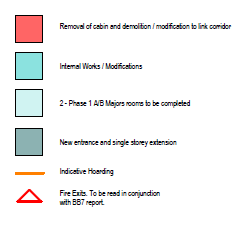 Removal of cabin and demolition / modification to link corridor
Internal Works / Modifications
2 - Phase 1 A/B Majors rooms to be completed
New entrance and single storey extension
Indicative Hoarding
Fire Exits. To be read in conjunction
with BB7 report.